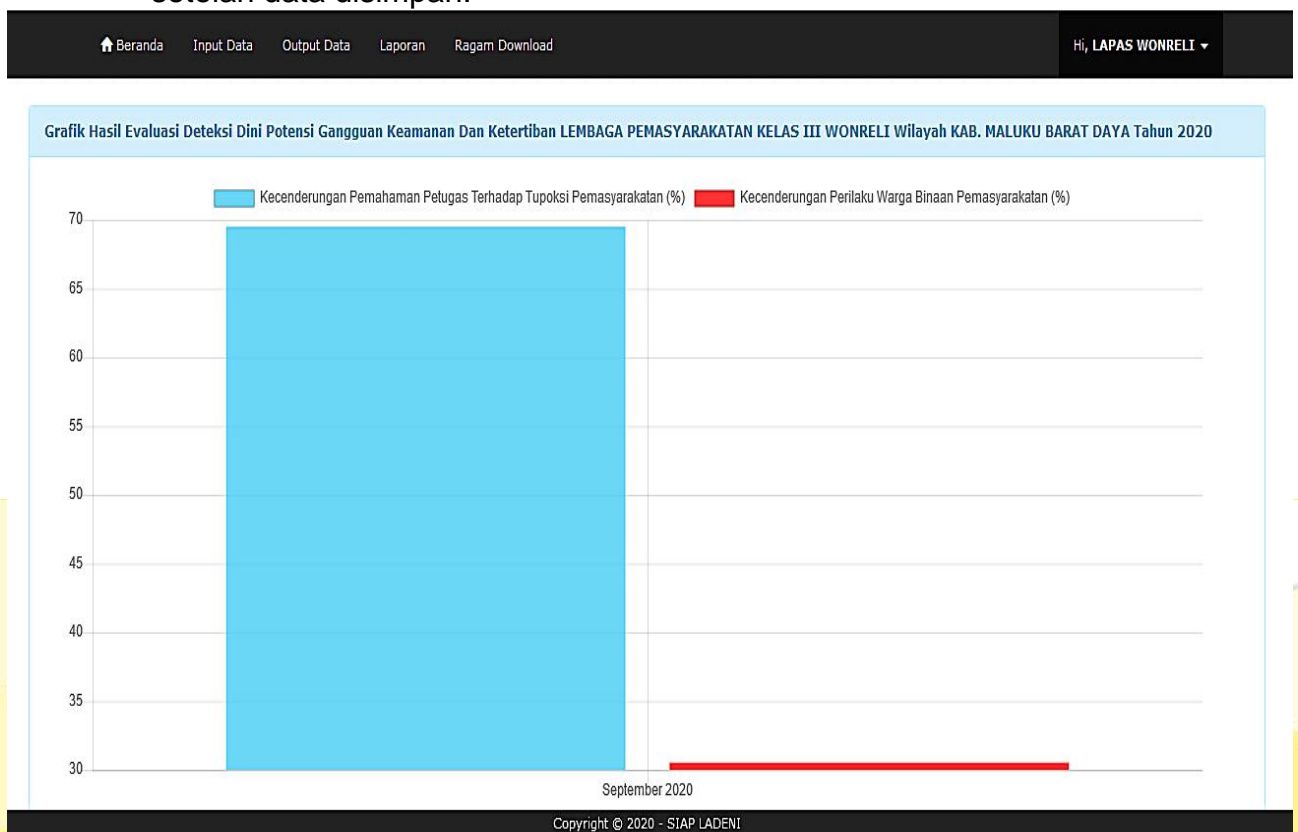 setelah data disimpan.
Beranda Input Data Output Data Laporan Ragam Download Hi, LAPAS WONRELI
Grafik Hasil Evaluasi Deteksi Dini Potensi Gangguan Keamanan Dan Ketertiban LEMBAGA PEMASYARAKATAN KELAS III WONRELI Wilayah KAB. MALUKU BARAT DAYA Tahun 2020
Kecenderungan Pemahaman Petugas Terhadap Tupoksi Pemasyarakatan (%) Kecenderungan Perilaku Warga Binaan Pemasyarakatan (%)
70
65
60
55
50
45
40
35
30
September 2020
Copyright © 2020 - SIAP LADENI